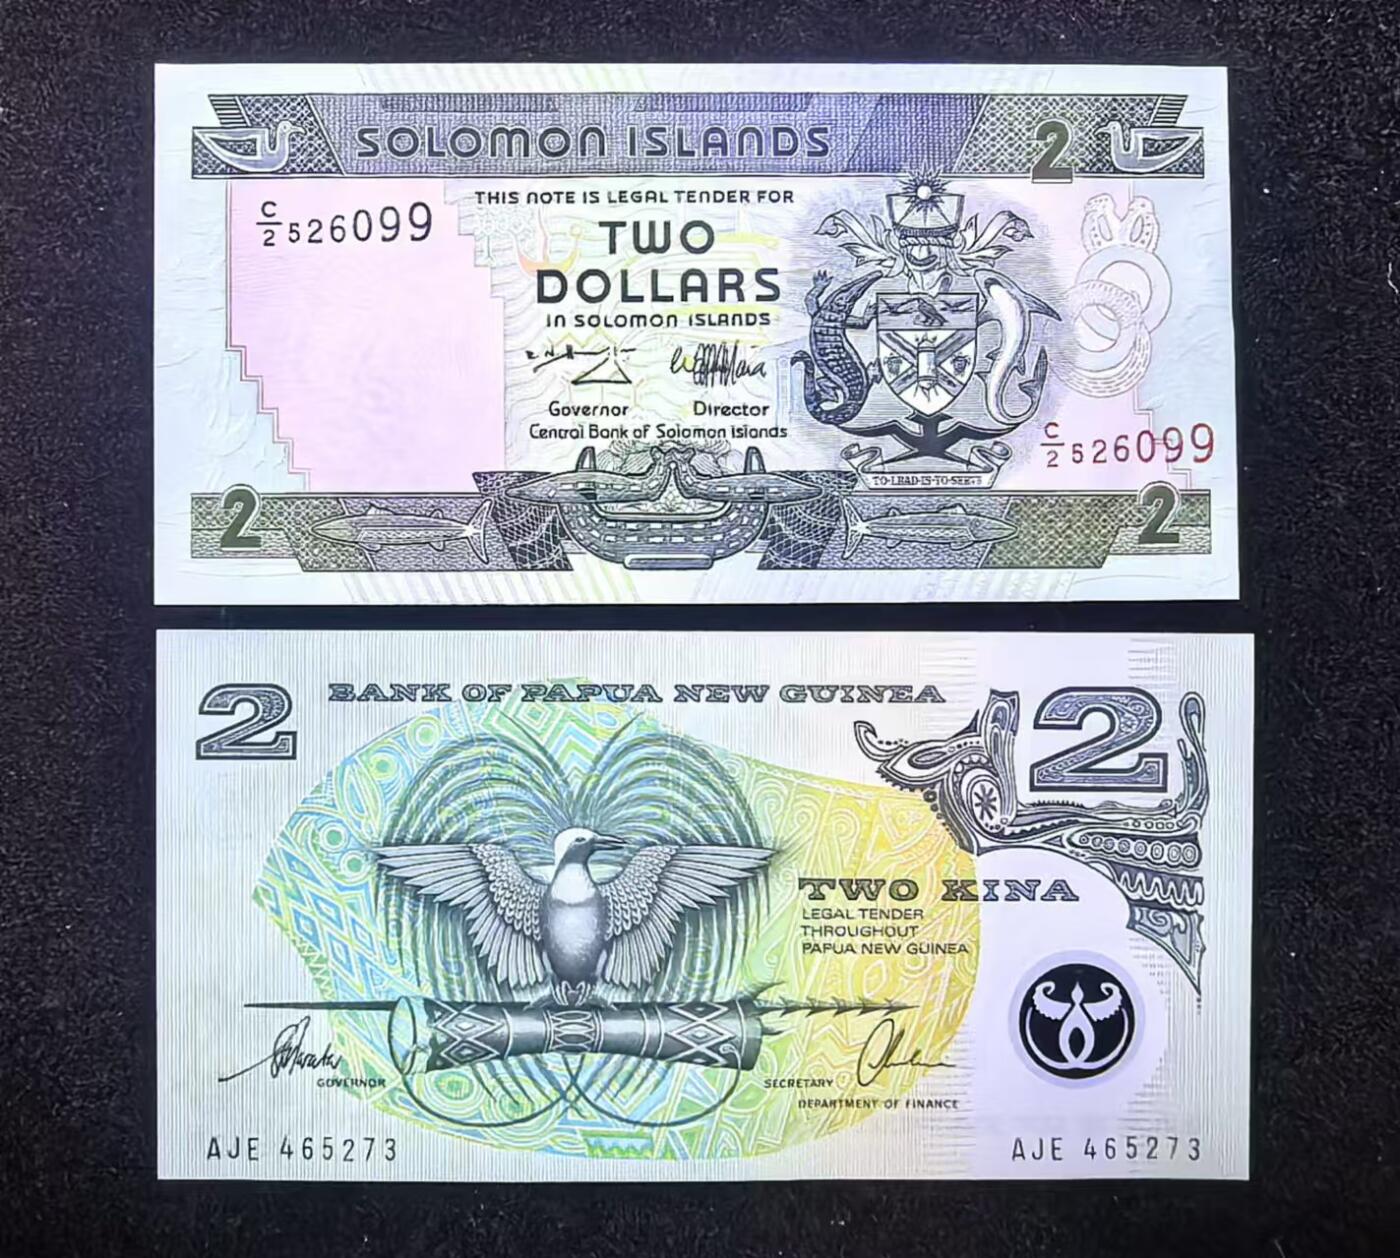 SOLOMON ISLANDS 2
THIS NOTE IS LEGAL TENDER FOR
C/2 526099
TWO
DOLLARS
IN SOLOMON ISLANDS
Governor Director
Central Bank of Solomon Islands
C/2 526099
TO-LEAD-IS-TO-SERVE
2 2
2 BANK OF PAPUA NEW GUINEA 2
TWO KINA
LEGAL TENDER
THROUGHOUT
PAPUA NEW GUINEA
GOVERNOR SECRETARY
DEPARTMENT OF FINANCE
AJE 465273 AJE 465273